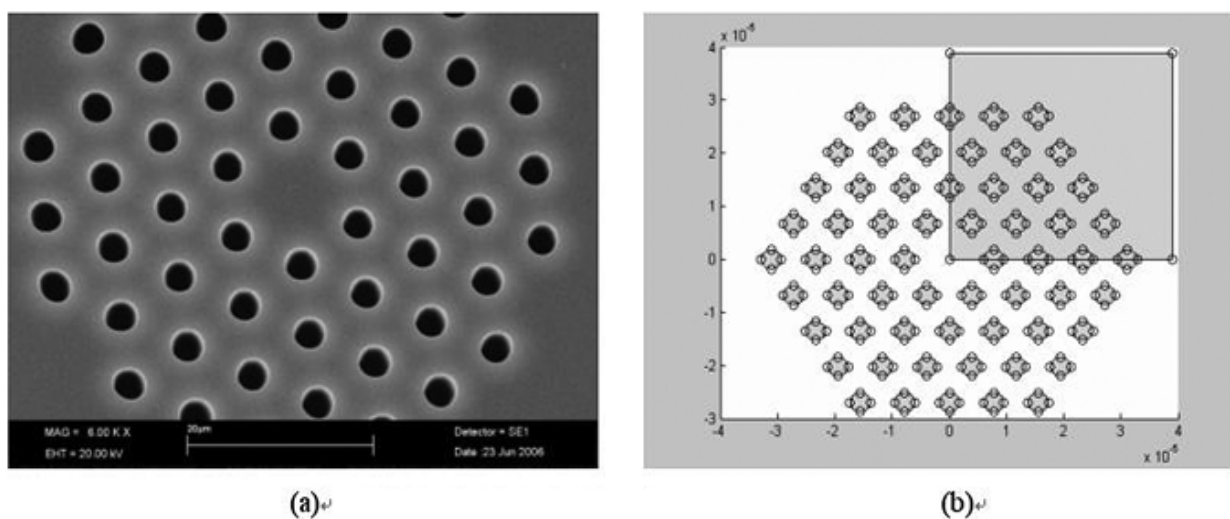 MAG = 6.00 K X
20μm
Detector = SE1
EHT = 20.00 kV
Date :23 Jun 2006
(a)↵
x 10⁻⁵
4
3
2
1
0
-1
-2
-3
-4 -3 -2 -1 0 1 2 3 4
x 10⁻⁵
(b)↵